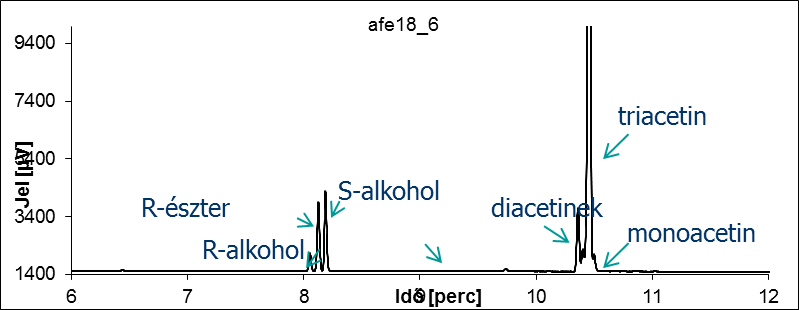 afe18_6
9400
7400
5400
3400
1400
Jel [µV]
triacetin
S-alkohol
R-észter
diacetinek
R-alkohol
monoacetin
6
7
8
9
10
11
12
Idő [perc]